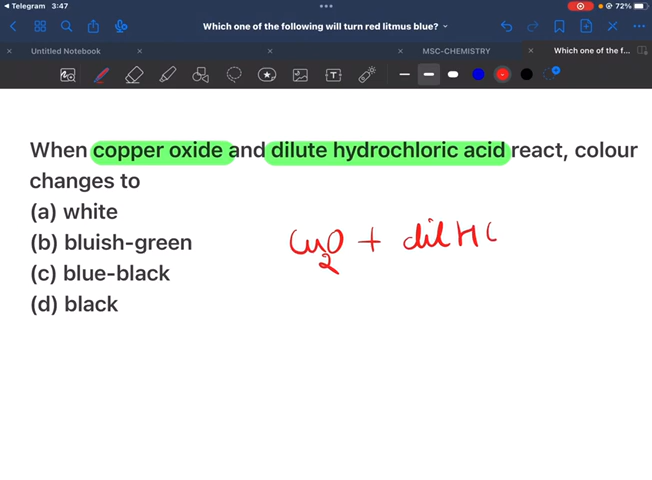 Telegram 3:47 72%
Which one of the following will turn red litmus blue?
Untitled Notebook MSC-CHEMISTRY Which one of the f...
T
When copper oxide and dilute hydrochloric acid react, colour
changes to
(a) white
(b) bluish-green
(c) blue-black
(d) black
Cu2O + dil HC